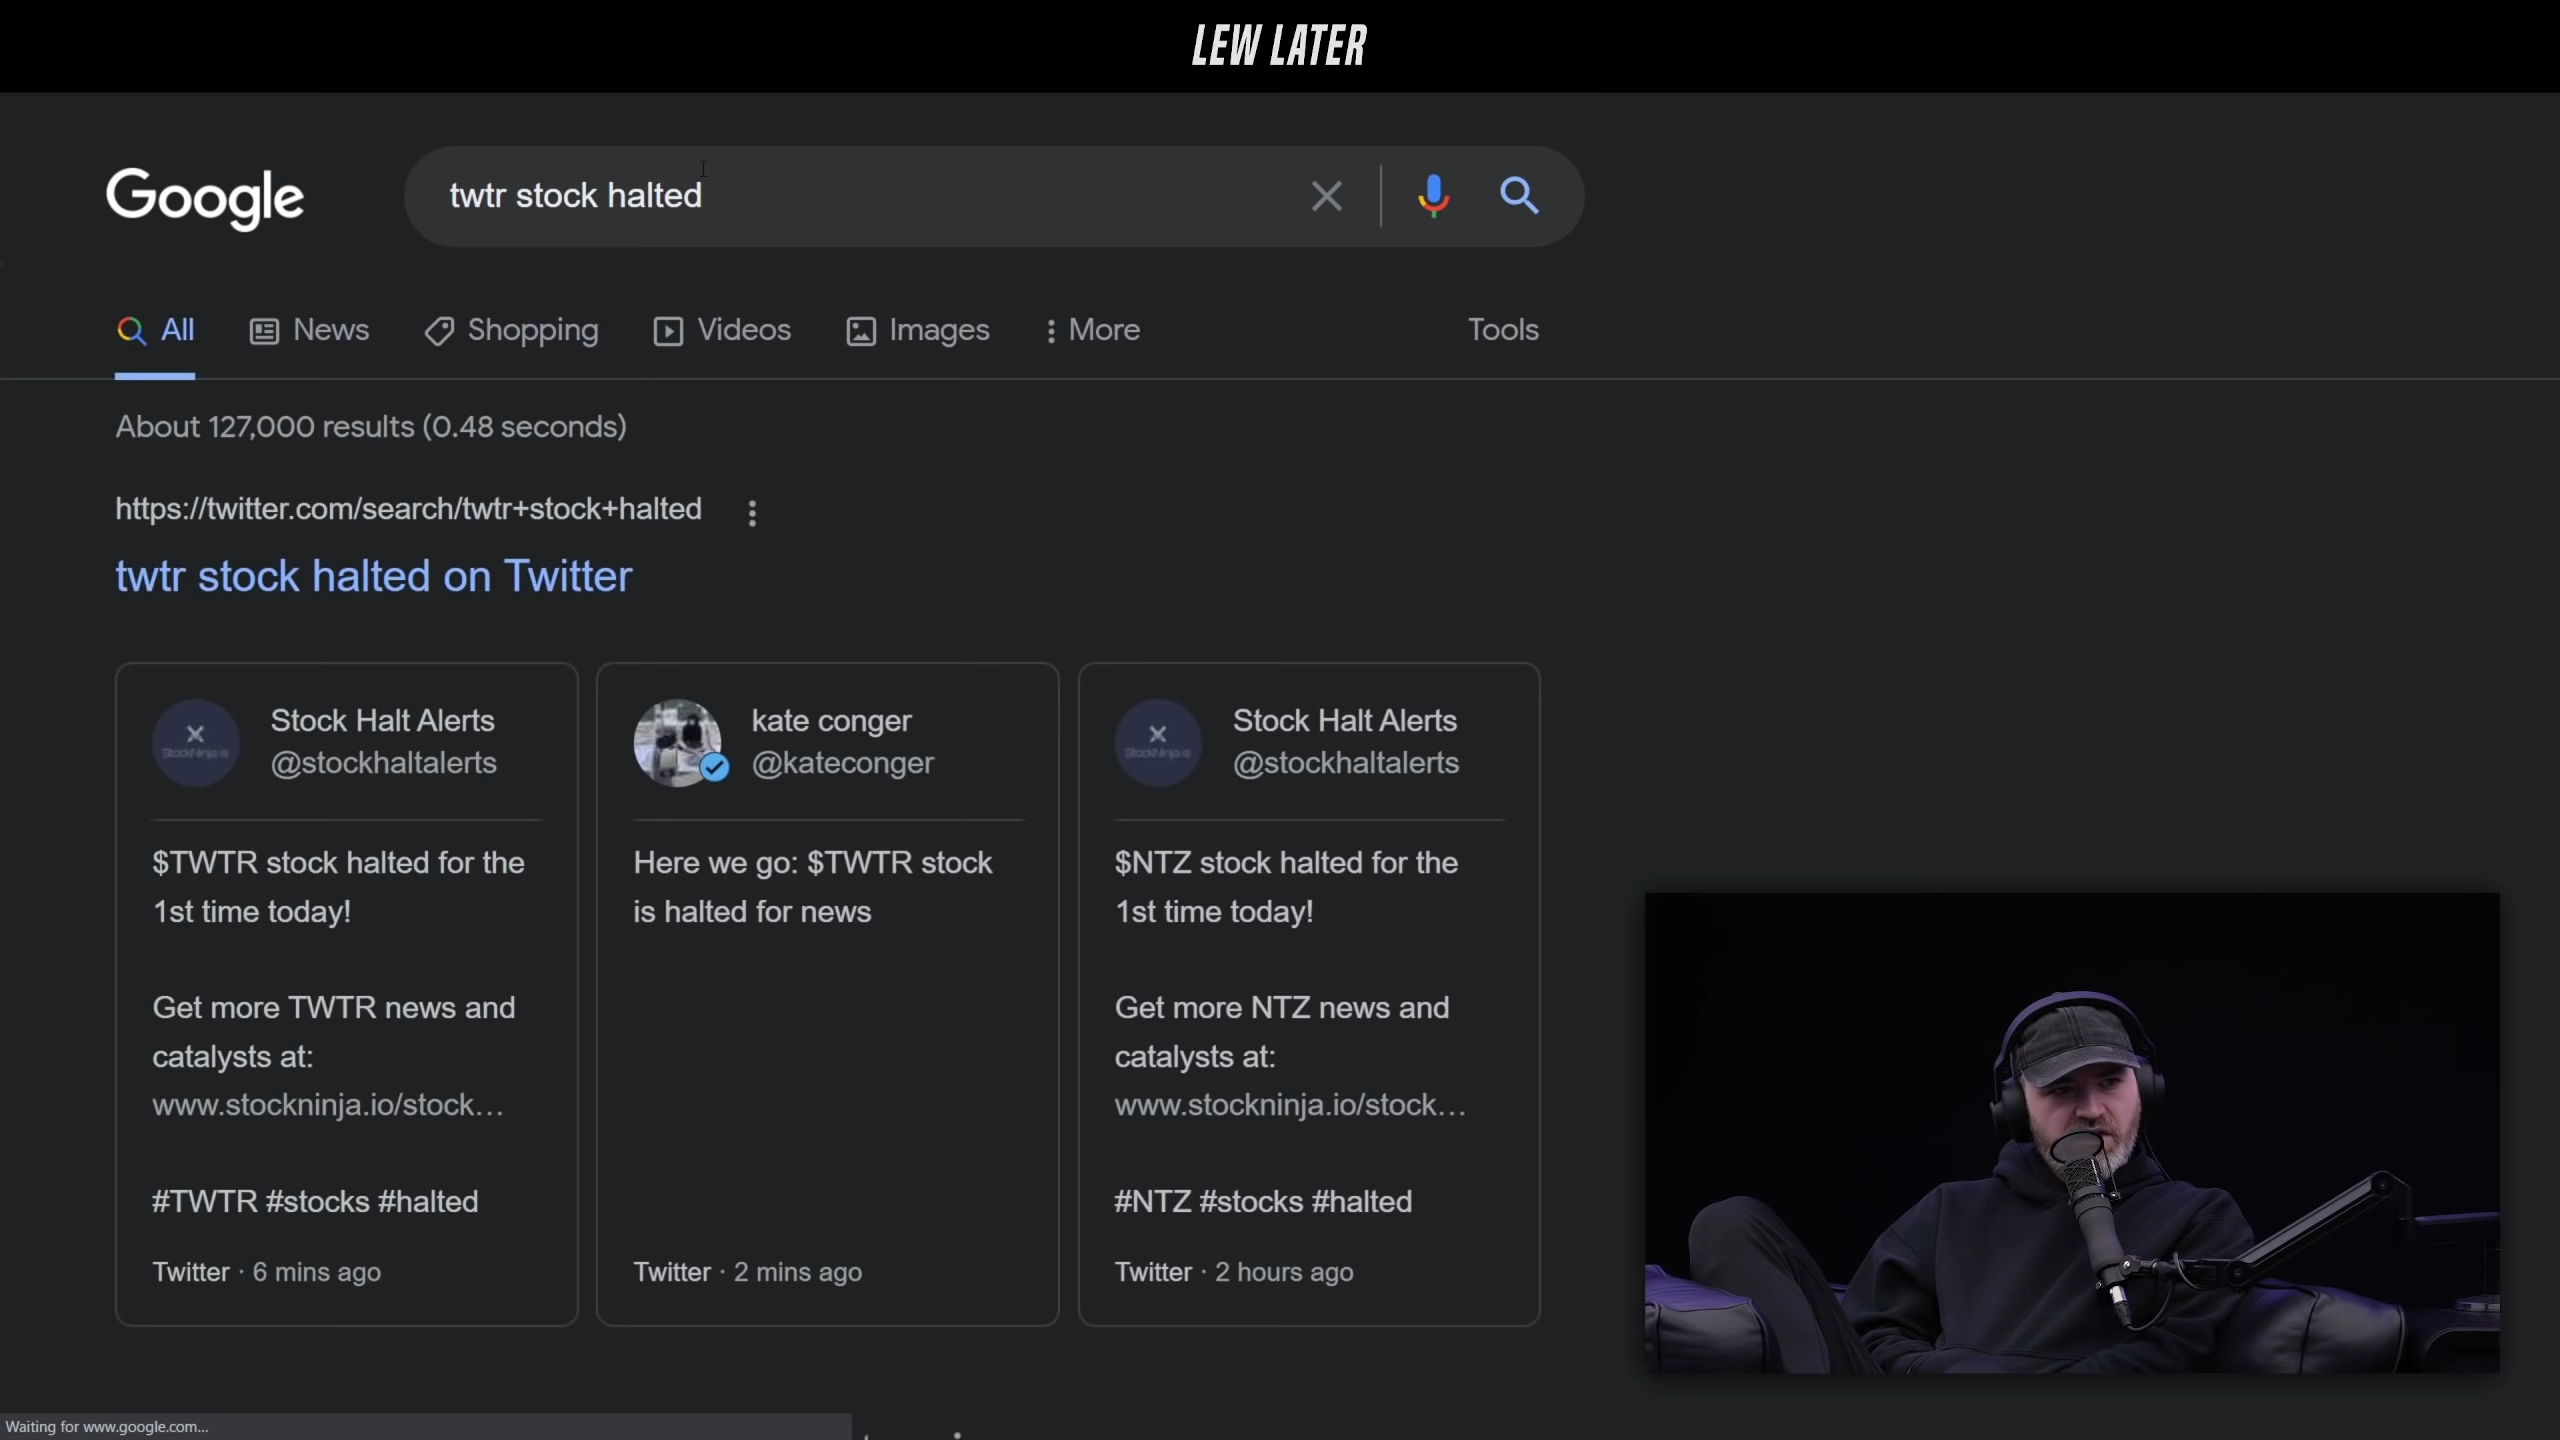 LEW LATER
Google
twtr stock halted
All
News
Shopping
Videos
Images
More
Tools
About 127,000 results (0.48 seconds)
https://twitter.com/search/twtr+stock+halted
twtr stock halted on Twitter
StockNinja.io
Stock Halt Alerts
@stockhaltalerts
$TWTR stock halted for the
1st time today!
Get more TWTR news and
catalysts at:
www.stockninja.io/stock...
#TWTR #stocks #halted
Twitter · 6 mins ago
kate conger
@kateconger
Here we go: $TWTR stock
is halted for news
Twitter · 2 mins ago
StockNinja.io
Stock Halt Alerts
@stockhaltalerts
$NTZ stock halted for the
1st time today!
Get more NTZ news and
catalysts at:
www.stockninja.io/stock...
#NTZ #stocks #halted
Twitter · 2 hours ago
Waiting for www.google.com...